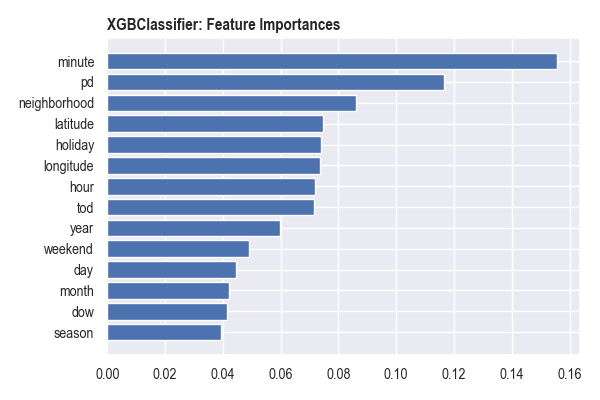 XGBClassifier: Feature Importances
minute
pd
neighborhood
latitude
holiday
longitude
hour
tod
year
weekend
day
month
dow
season
0.00 0.02 0.04 0.06 0.08 0.10 0.12 0.14 0.16